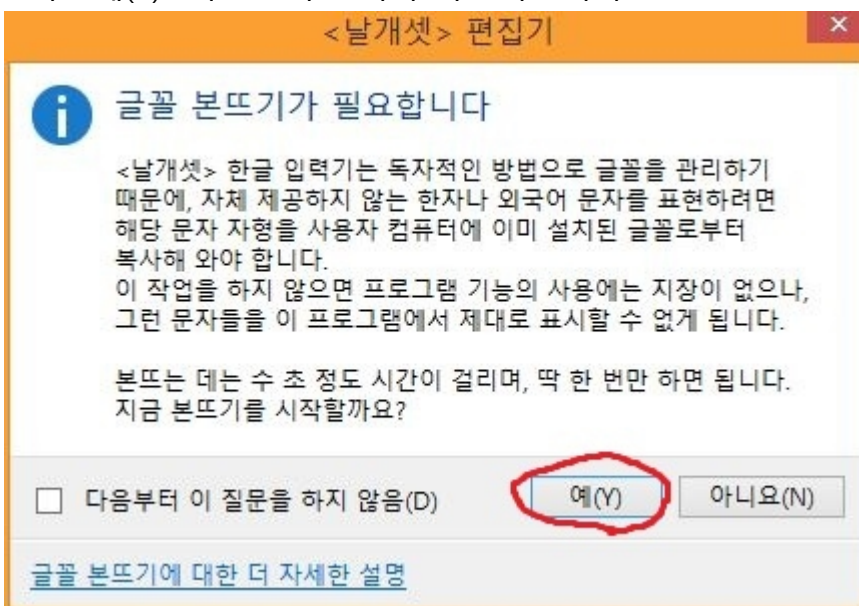 <날개셋> 편집기
글꼴 본뜨기가 필요합니다
<날개셋> 한글 입력기는 독자적인 방법으로 글꼴을 관리하기
때문에, 자체 제공하지 않는 한자나 외국어 문자를 표현하려면
해당 문자 자형을 사용자 컴퓨터에 이미 설치된 글꼴로부터
복사해 와야 합니다.
이 작업을 하지 않으면 프로그램 기능의 사용에는 지장이 없으나,
그런 문자들을 이 프로그램에서 제대로 표시할 수 없게 됩니다.
본뜨는 데는 수 초 정도 시간이 걸리며, 딱 한 번만 하면 됩니다.
지금 본뜨기를 시작할까요?
다음부터 이 질문을 하지 않음(D) 예(Y) 아니요(N)
글꼴 본뜨기에 대한 더 자세한 설명